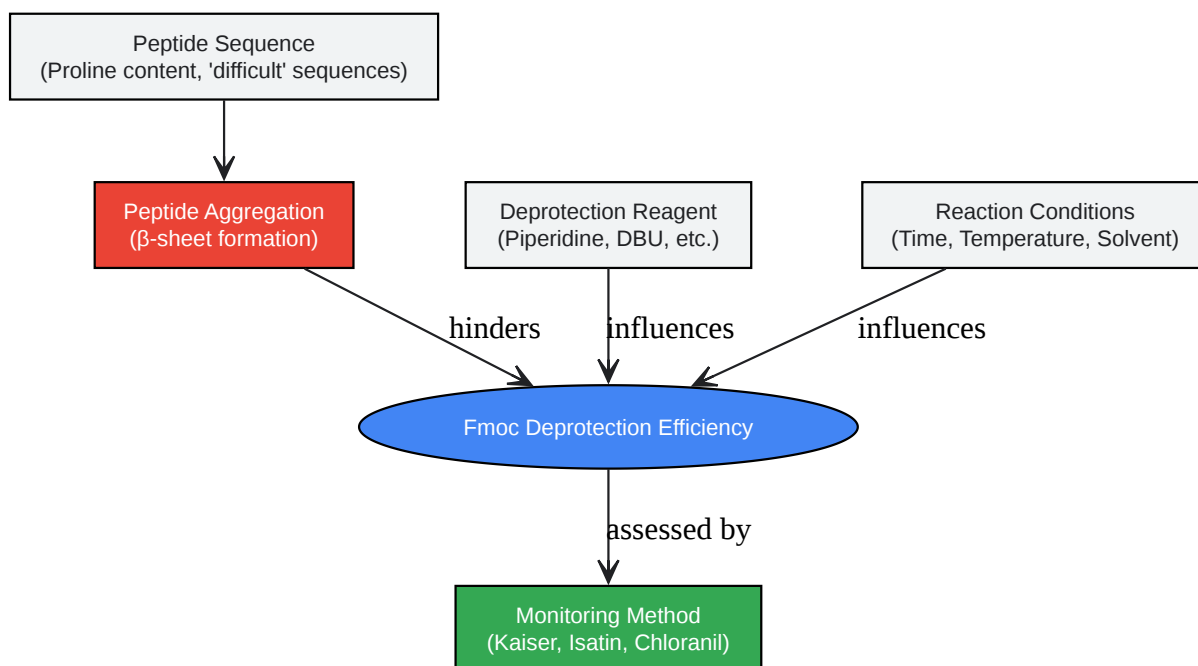 Peptide Sequence
(Proline content, 'difficult' sequences)
Peptide Aggregation
(β-sheet formation)
Deprotection Reagent
(Piperidine, DBU, etc.)
Reaction Conditions
(Time, Temperature, Solvent)
hinders
influences
influences
Fmoc Deprotection Efficiency
assessed by
Monitoring Method
(Kaiser, Isatin, Chloranil)